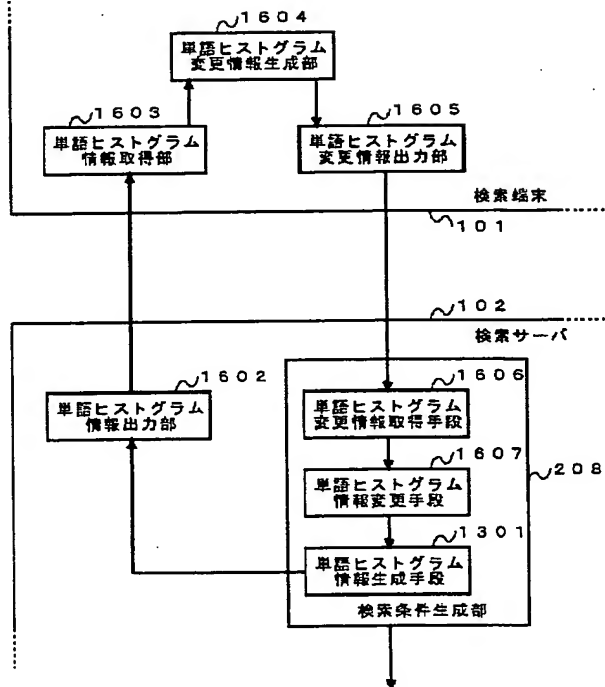 1604
単語ヒストグラム
変更情報生成部
1603
単語ヒストグラム
情報取得部
1605
単語ヒストグラム
変更情報出力部
検索端末
101
102
検索サーバ
1602
単語ヒストグラム
情報出力部
1606
単語ヒストグラム
変更情報取得手段
1607
単語ヒストグラム
情報変更手段
208
1301
単語ヒストグラム
情報生成手段
検索条件生成部